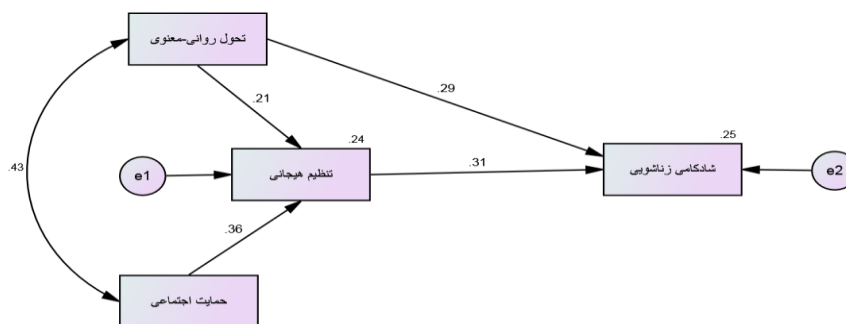 تحول روانی-معنوی
.29
.21
.43
.24
.25
e1
تنظیم هیجانی
.31
شادکامی زناشویی
e2
.36
حمایت اجتماعی